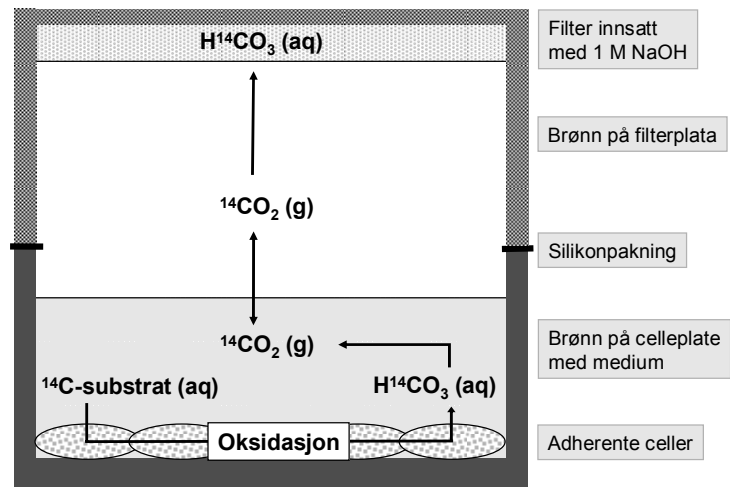 H¹⁴CO₃ (aq)
Filter innsatt
med 1 M NaOH
Brønn på filterplata
¹⁴CO₂ (g)
Silikonpakning
¹⁴CO₂ (g)
Brønn på celleplate
med medium
¹⁴C-substrat (aq)
H¹⁴CO₃ (aq)
Oksidasjon
Adherente celler